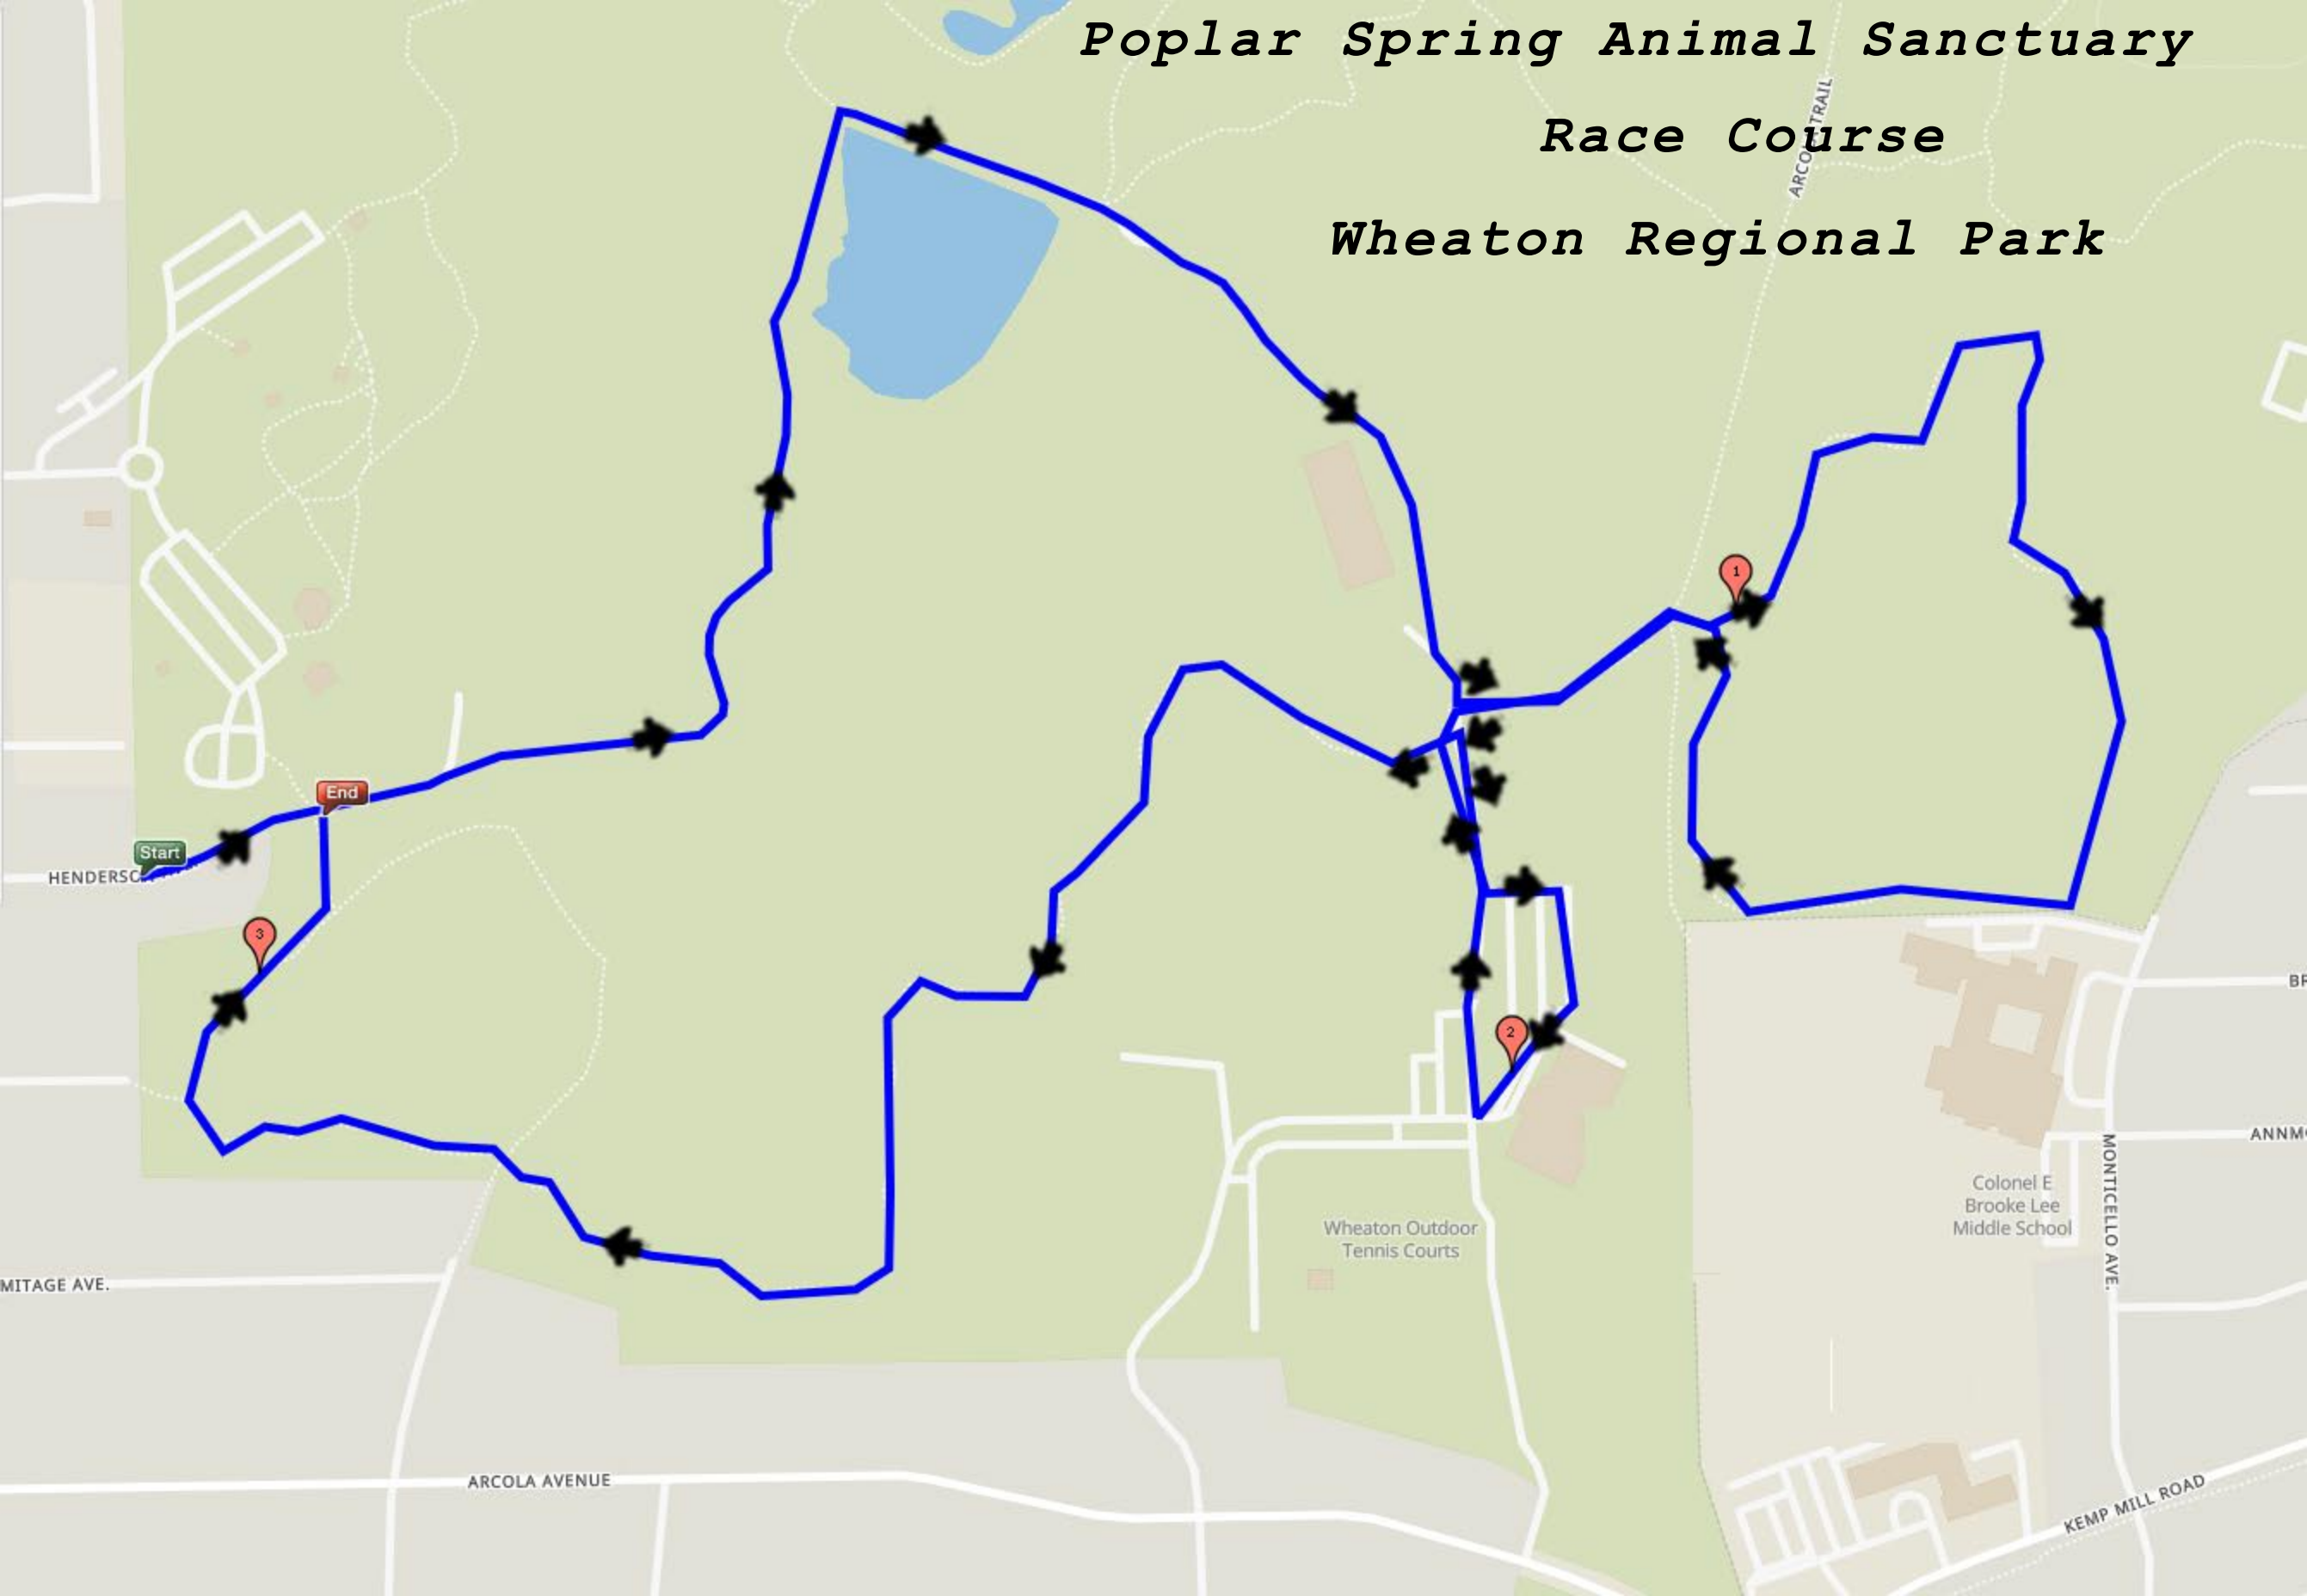 Poplar Spring Animal Sanctuary
Race Course
Wheaton Regional Park
ARCOLA TRAIL
1
End
Start
HENDERSO
3
2
BR
ANNM
MONTICELLO AVE.
Colonel E
Brooke Lee
Middle School
Wheaton Outdoor
Tennis Courts
MITAGE AVE.
ARCOLA AVENUE
KEMP MILL ROAD